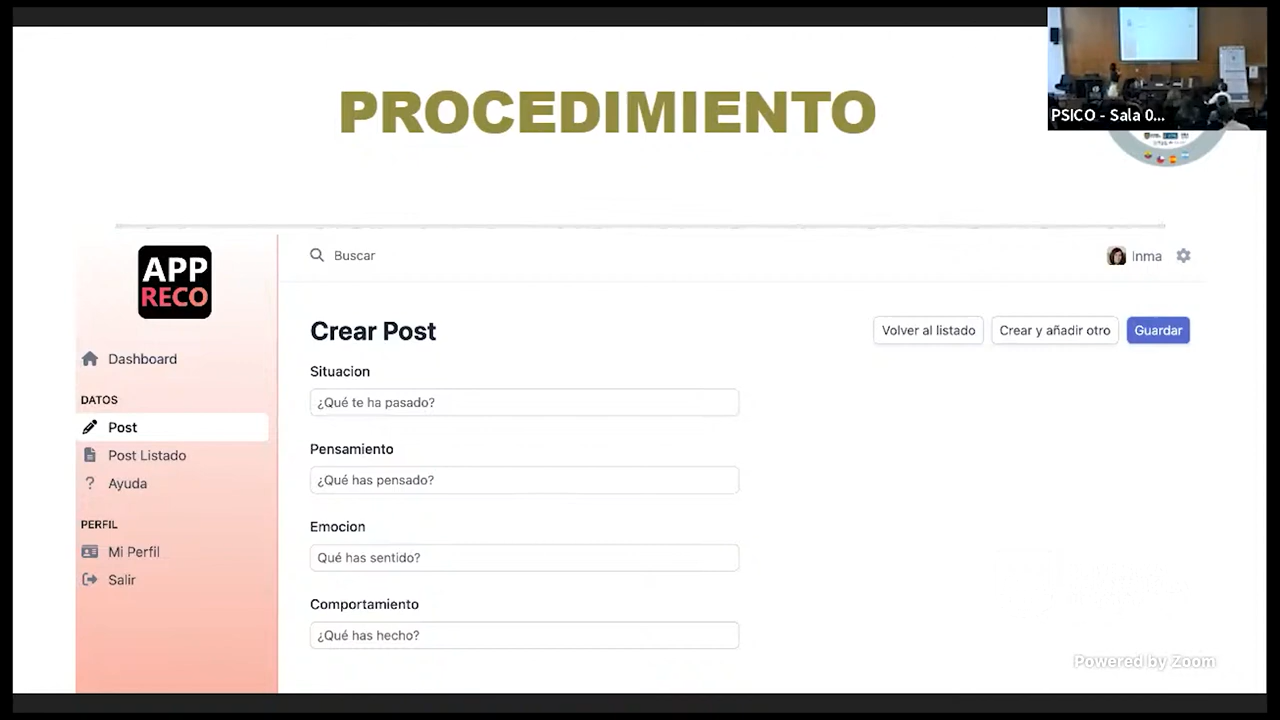 PROCEDIMIENTO
PSICO - Sala 0...
APP
RECO
Buscar
Inma
Crear Post
Volver al listado
Crear y añadir otro
Guardar
Dashboard
DATOS
Post
Post Listado
Ayuda
PERFIL
Mi Perfil
Salir
Situacion
¿Qué te ha pasado?
Pensamiento
¿Qué has pensado?
Emocion
Qué has sentido?
Comportamiento
¿Qué has hecho?
Powered by Zoom